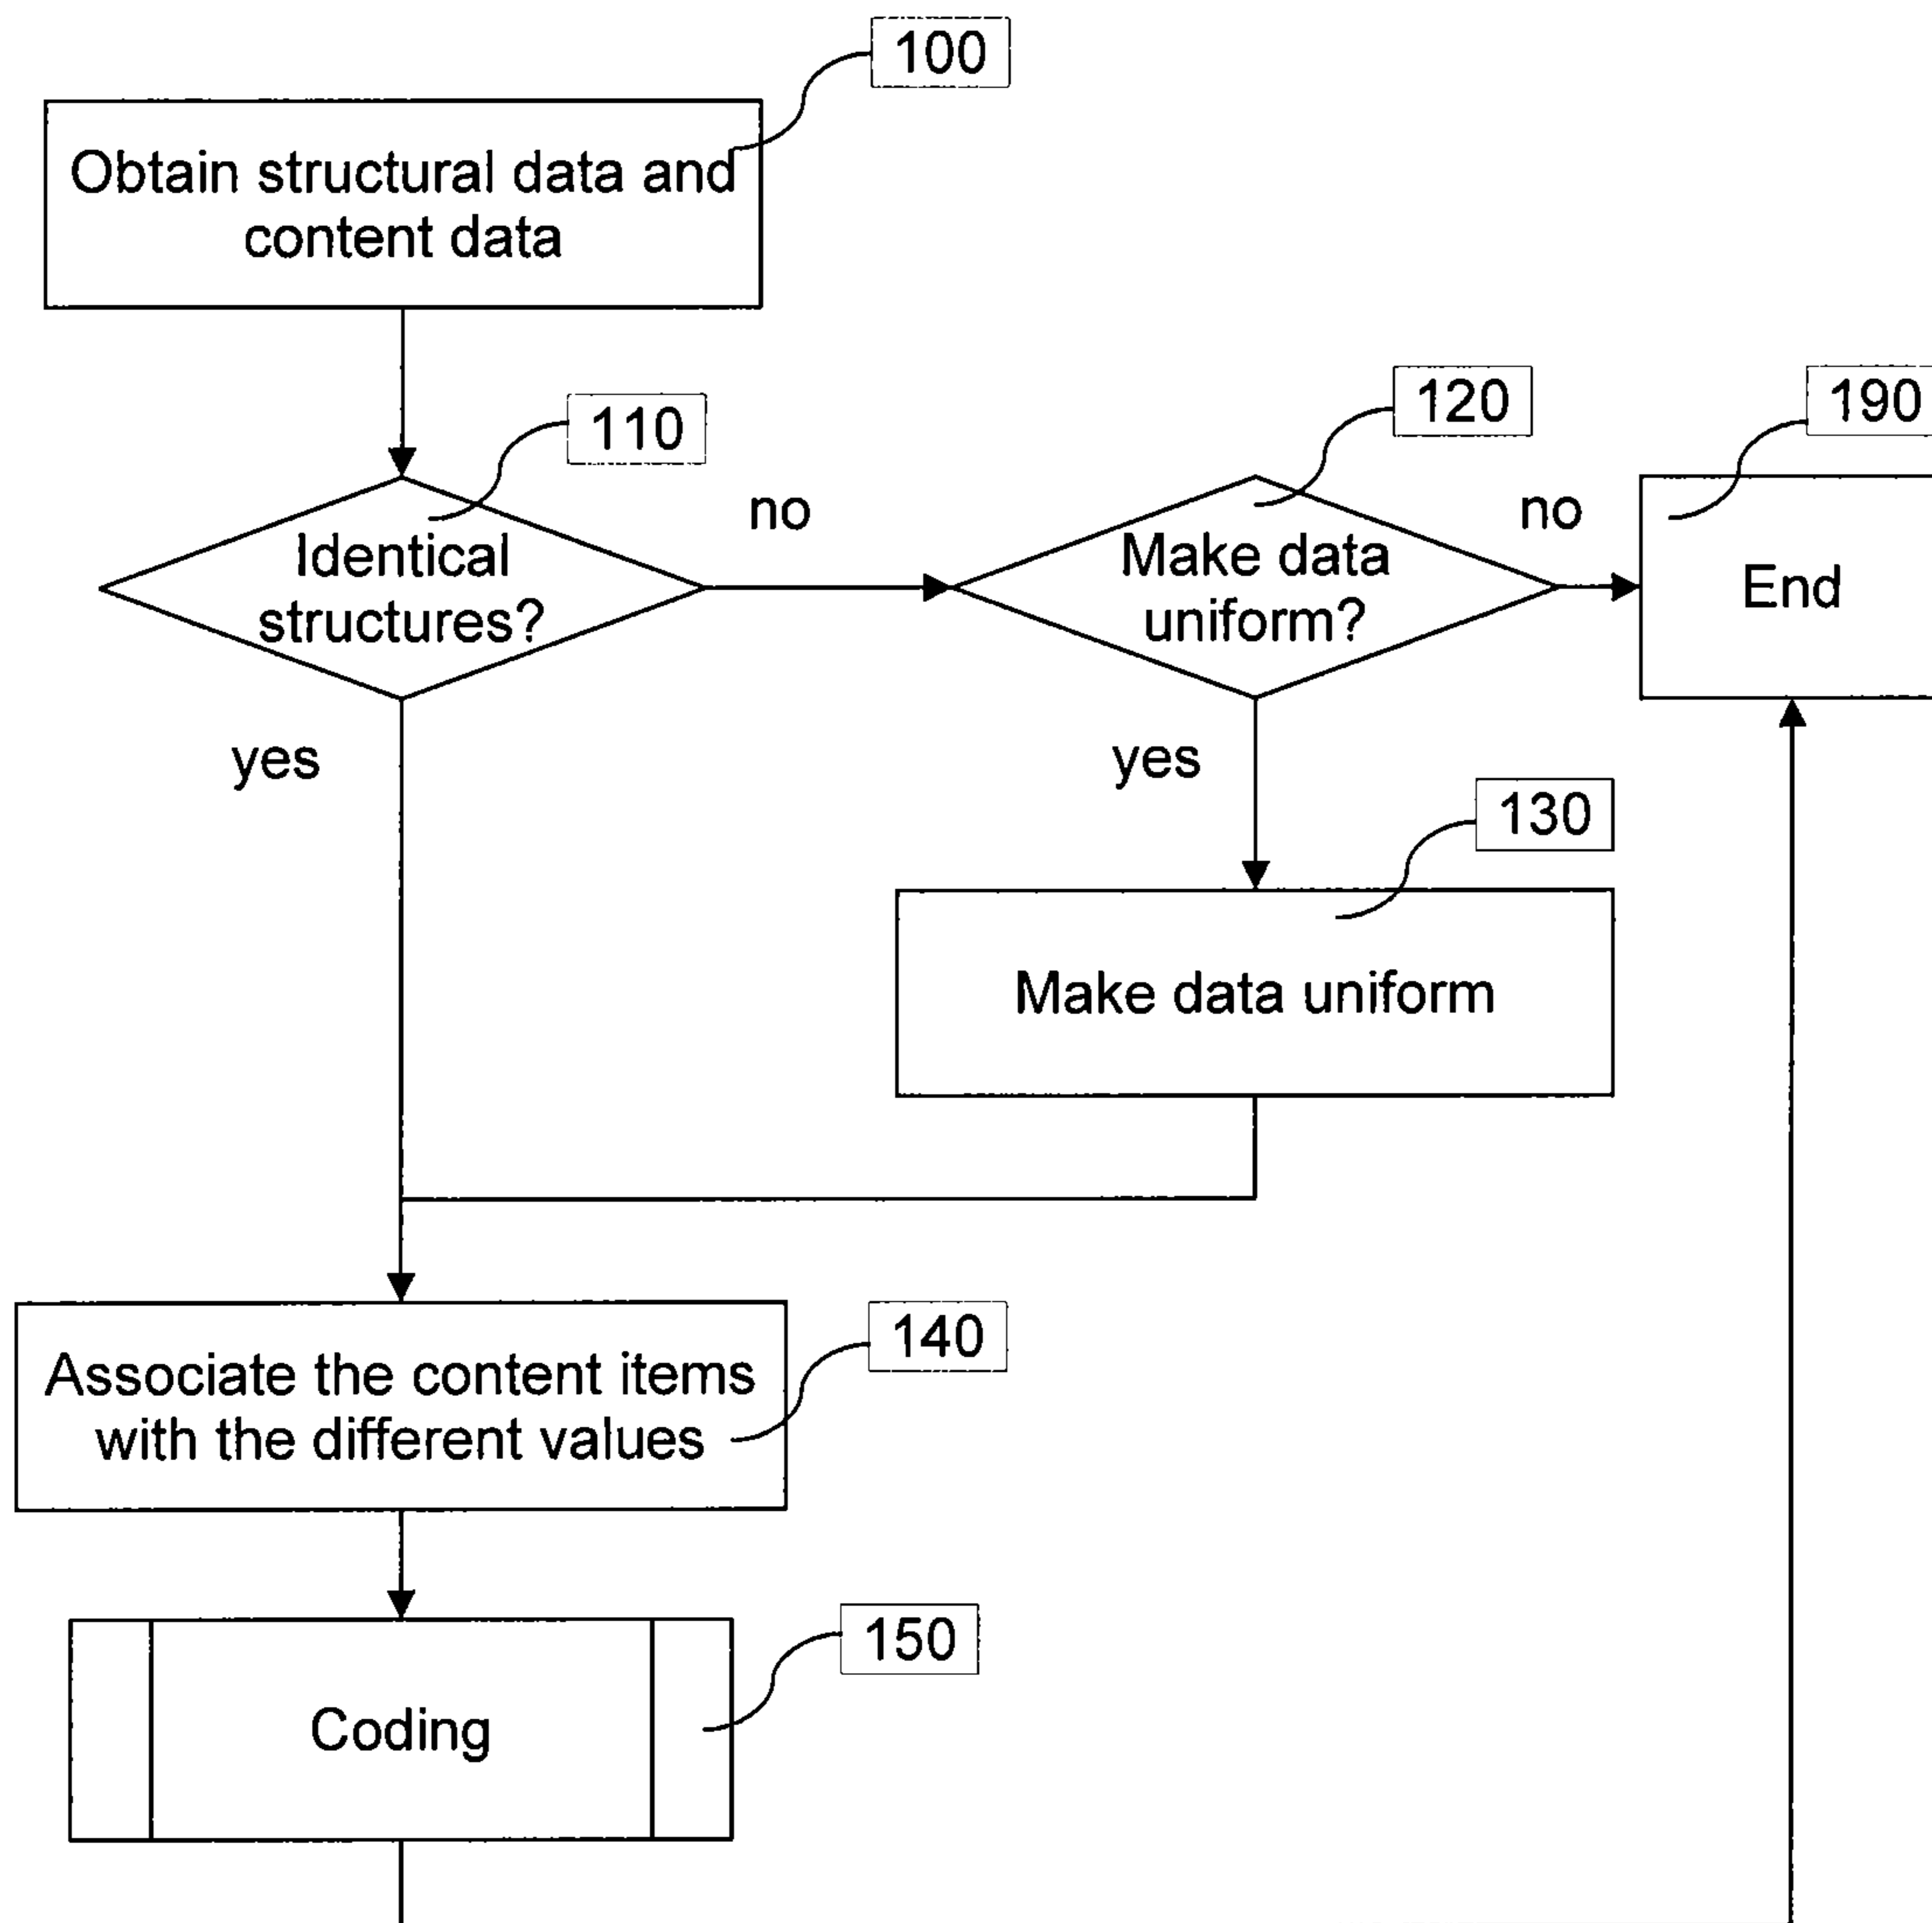 100
Obtain structural data and
content data
110
120
190
no
no
Identical
structures?
Make data
uniform?
End
yes
yes
130
Make data uniform
140
Associate the content items
with the different values
150
Coding